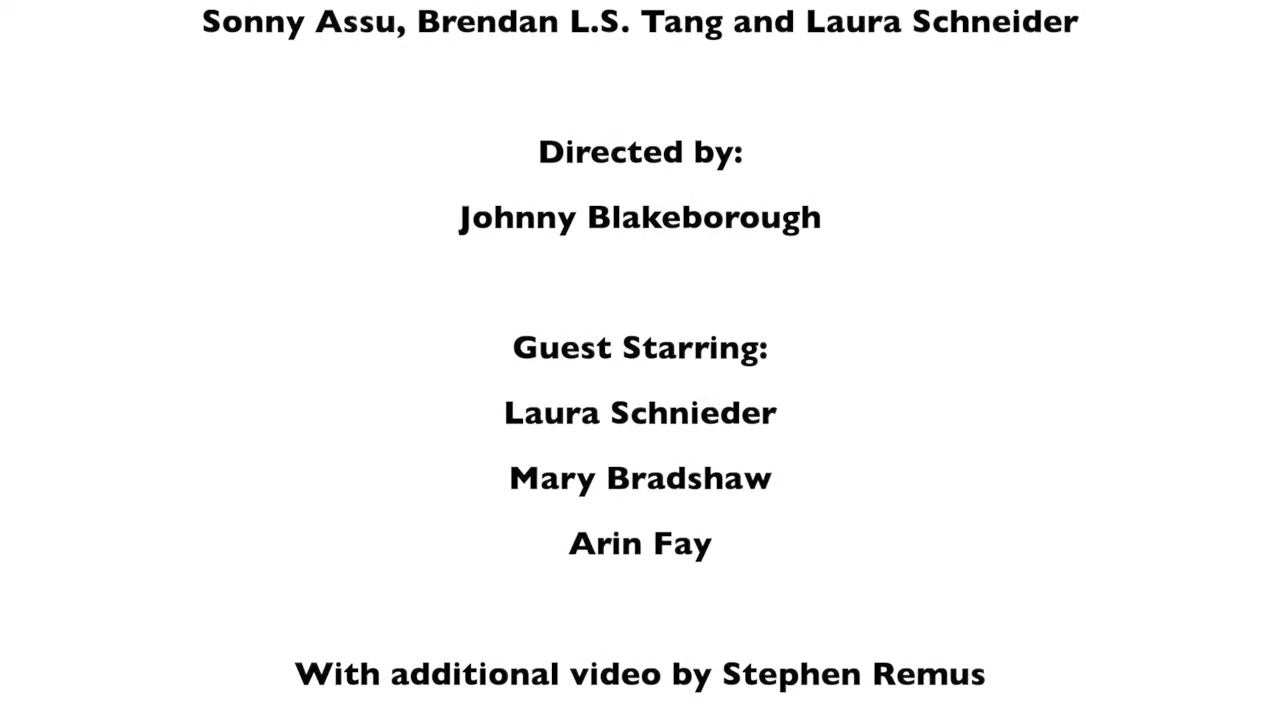 Sonny Assu, Brendan L.S. Tang and Laura Schneider
Directed by:
Johnny Blakeborough
Guest Starring:
Laura Schnieder
Mary Bradshaw
Arin Fay
With additional video by Stephen Remus